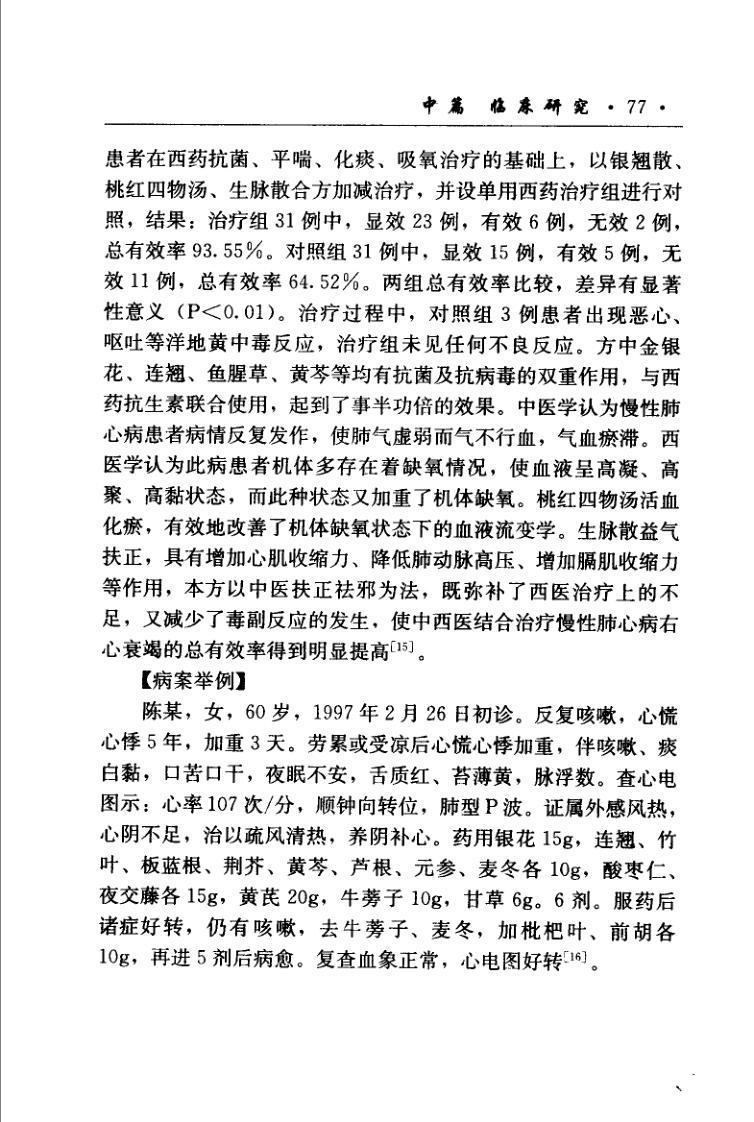 中篇 临床研究 · 77 ·
患者在西药抗菌、平喘、化痰、吸氧治疗的基础上，以银翘散、
桃红四物汤、生脉散合方加减治疗，并设单用西药治疗组进行对
照，结果：治疗组 31 例中，显效 23 例，有效 6 例，无效 2 例，
总有效率 93.55%。对照组 31 例中，显效 15 例，有效 5 例，无
效 11 例，总有效率 64.52%。两组总有效率比较，差异有显著
性意义（P＜0.01）。治疗过程中，对照组 3 例患者出现恶心、
呕吐等洋地黄中毒反应，治疗组未见任何不良反应。方中金银
花、连翘、鱼腥草、黄芩等均有抗菌及抗病毒的双重作用，与西
药抗生素联合使用，起到了事半功倍的效果。中医学认为慢性肺
心病患者病情反复发作，使肺气虚弱而气不行血，气血瘀滞。西
医学认为此病患者机体多存在着缺氧情况，使血液呈高凝、高
聚、高黏状态，而此种状态又加重了机体缺氧。桃红四物汤活血
化瘀，有效地改善了机体缺氧状态下的血液流变学。生脉散益气
扶正，具有增加心肌收缩力、降低肺动脉高压、增加膈肌收缩力
等作用，本方以中医扶正祛邪为法，既弥补了西医治疗上的不
足，又减少了毒副反应的发生，使中西医结合治疗慢性肺心病右
心衰竭的总有效率得到明显提高[15]。
【病案举例】
陈某，女，60 岁，1997 年 2 月 26 日初诊。反复咳嗽，心慌
心悸 5 年，加重 3 天。劳累或受凉后心慌心悸加重，伴咳嗽、痰
白黏，口苦口干，夜眠不安，舌质红、苔薄黄，脉浮数。查心电
图示：心率 107 次/分，顺钟向转位，肺型 P 波。证属外感风热，
心阴不足，治以疏风清热，养阴补心。药用银花 15g，连翘、竹
叶、板蓝根、荆芥、黄芩、芦根、元参、麦冬各 10g，酸枣仁、
夜交藤各 15g，黄芪 20g，牛蒡子 10g，甘草 6g。6 剂。服药后
诸症好转，仍有咳嗽，去牛蒡子、麦冬，加枇杷叶、前胡各
10g，再进 5 剂后病愈。复查血象正常，心电图好转[16]。